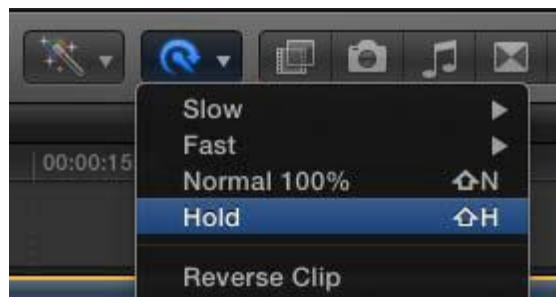 Slow
Fast
00:00:15
Normal 100% ⇧N
Hold ⇧H
Reverse Clip